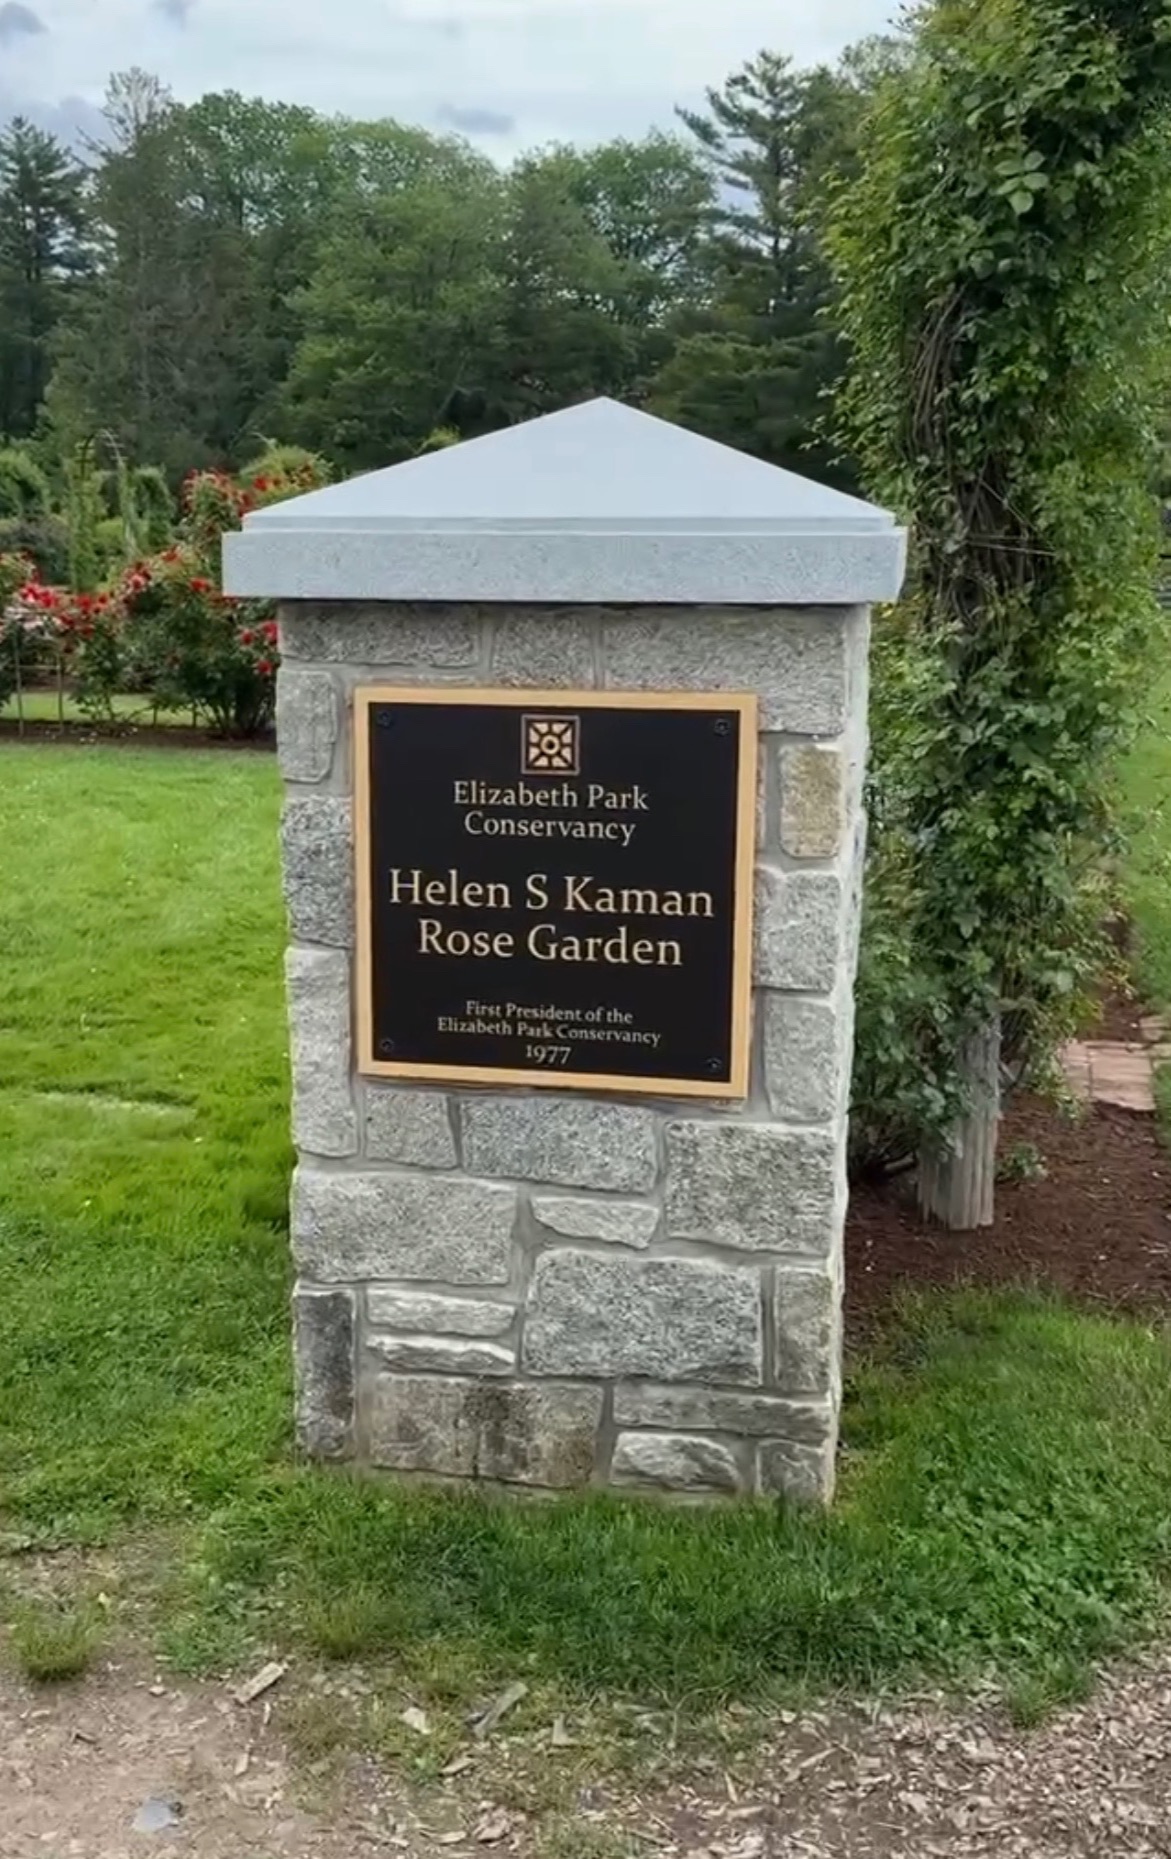 Elizabeth Park
Conservancy
Helen S Kaman
Rose Garden
First President of the
Elizabeth Park Conservancy
1977